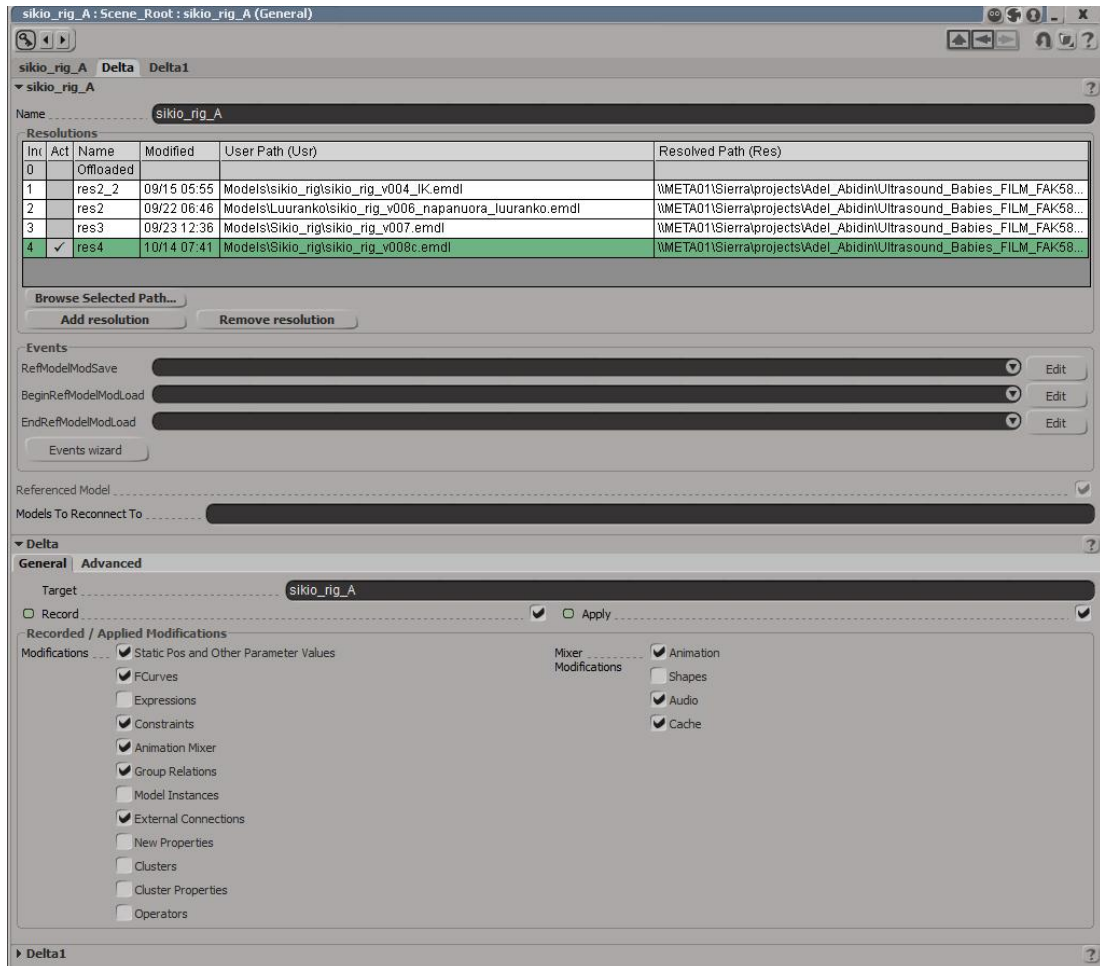 sikio_rig_A : Scene_Root : sikio_rig_A (General)
sikio_rig_A Delta Delta1
sikio_rig_A
Name sikio_rig_A
Resolutions
Inc Act Name Modified User Path (Usr) Resolved Path (Res)
0 Offloaded
1 res2_2 09/15 05:55 Models\sikio_rig\sikio_rig_v004_IK.emdl \\META01\Sierra\projects\Adel_Abidin\Ultrasound_Babies_FILM_FAK58...
2 res2 09/22 06:46 Models\Luuranko\sikio_rig_v006_napanuora_luuranko.emdl \\META01\Sierra\projects\Adel_Abidin\Ultrasound_Babies_FILM_FAK58...
3 res3 09/23 12:36 Models\Sikio_rig\sikio_rig_v007.emdl \\META01\Sierra\projects\Adel_Abidin\Ultrasound_Babies_FILM_FAK58...
4 res4 10/14 07:41 Models\Sikio_rig\sikio_rig_v008c.emdl \\META01\Sierra\projects\Adel_Abidin\Ultrasound_Babies_FILM_FAK58...
Browse Selected Path...
Add resolution Remove resolution
Events
RefModelModSave Edit
BeginRefModelModLoad Edit
EndRefModelModLoad Edit
Events wizard
Referenced Model
Models To Reconnect To
Delta
General Advanced
Target sikio_rig_A
Record Apply
Recorded / Applied Modifications
Modifications Static Pos and Other Parameter Values Mixer Modifications Animation
FCurves Shapes
Expressions Audio
Constraints Cache
Animation Mixer
Group Relations
Model Instances
External Connections
New Properties
Clusters
Cluster Properties
Operators
Delta1